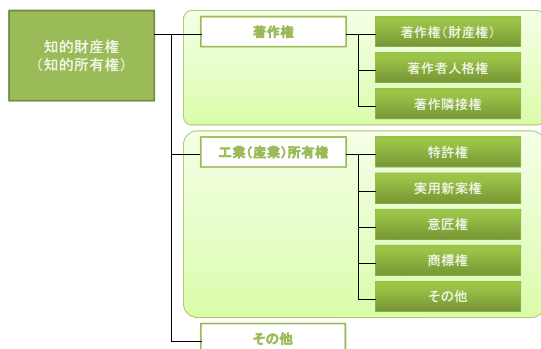 知的財産権
（知的所有権）
著作権
著作権（財産権）
著作者人格権
著作隣接権
工業（産業）所有権
特許権
実用新案権
意匠権
商標権
その他
その他